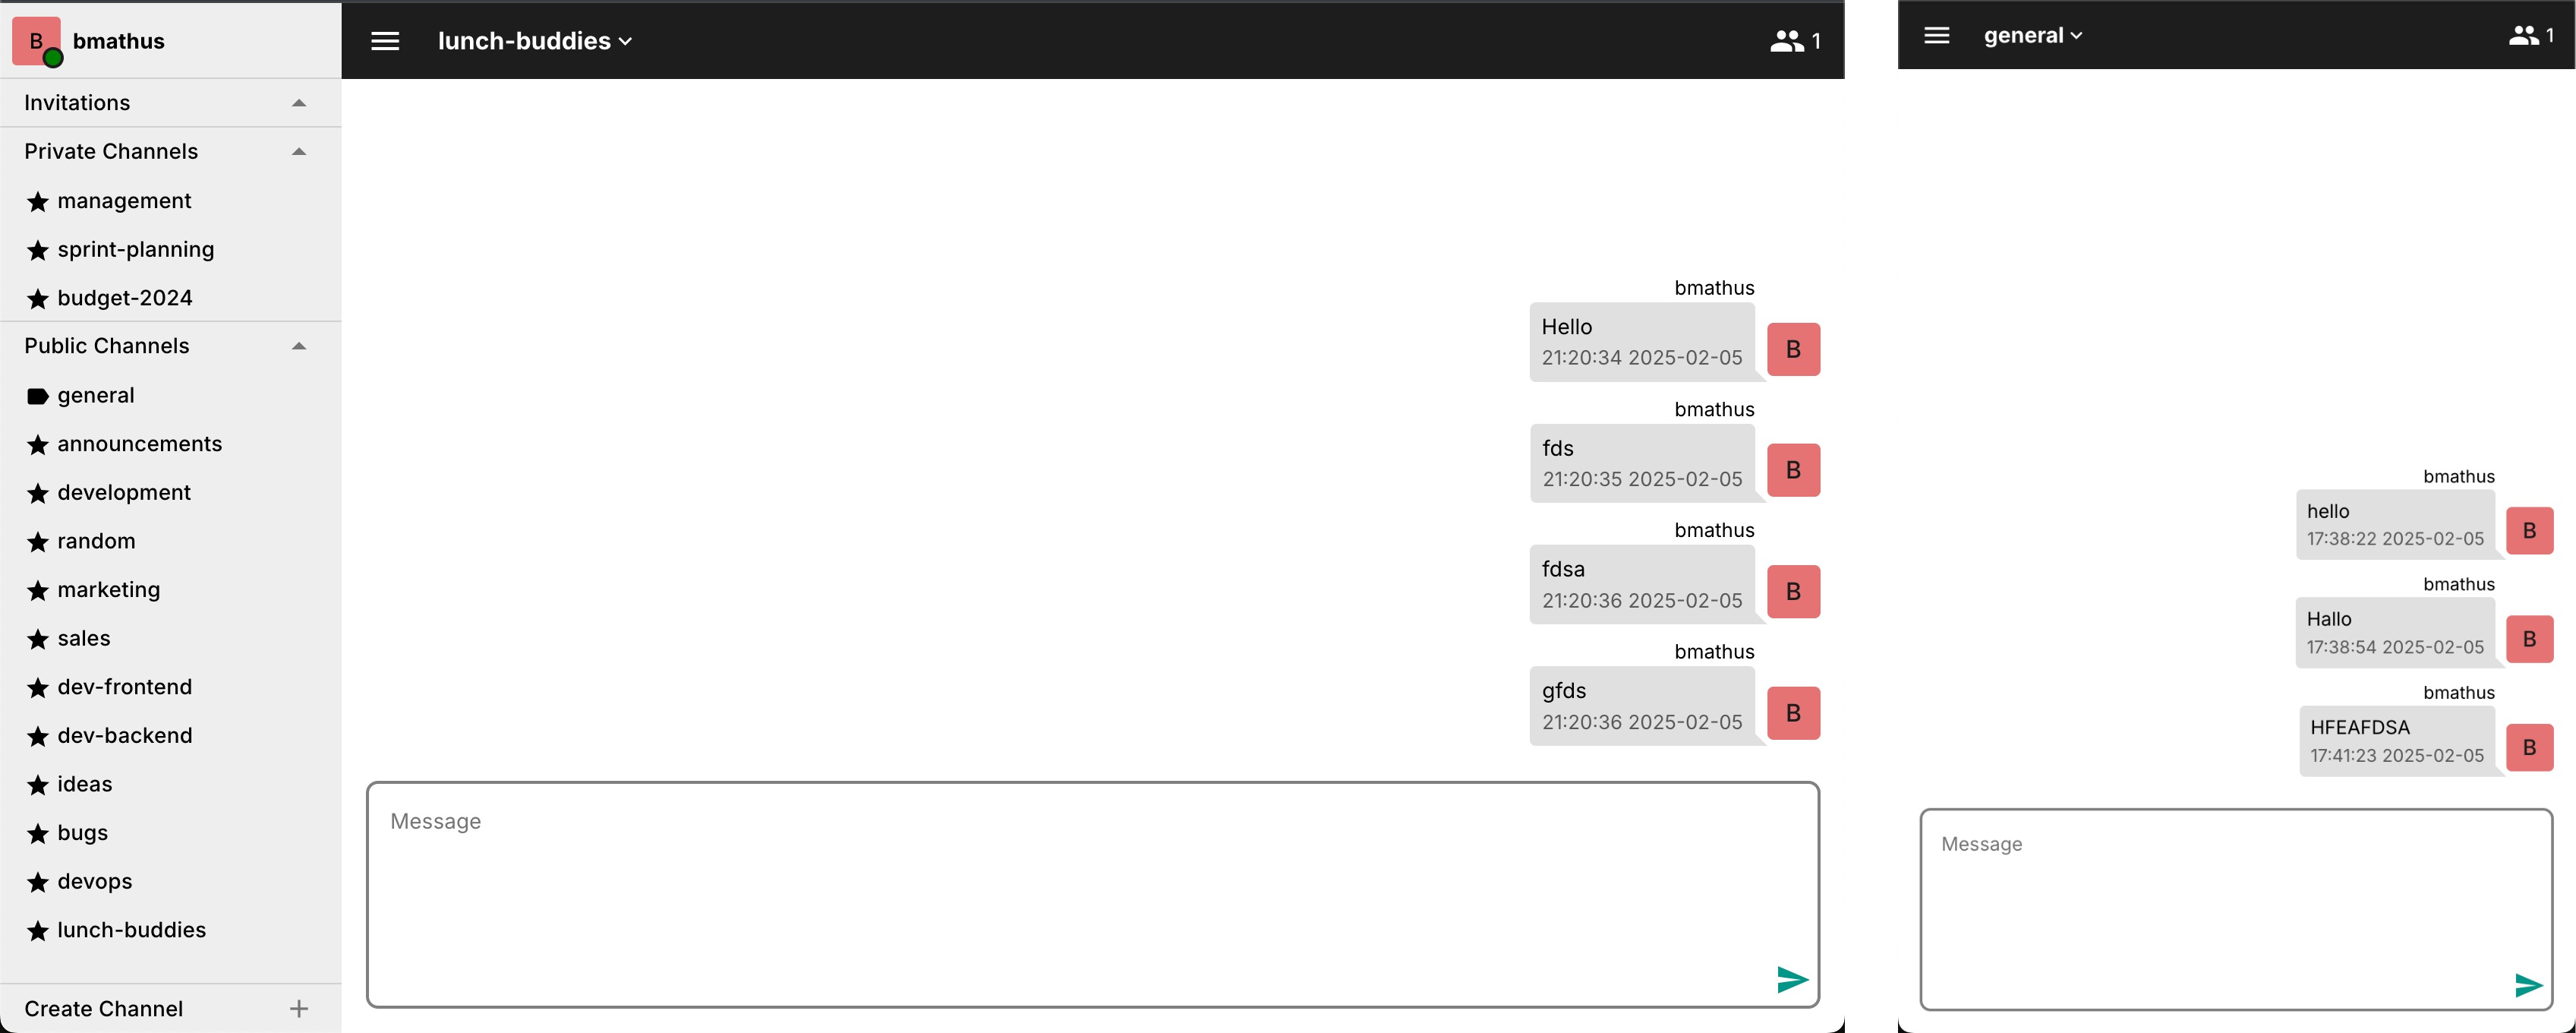 B
bmathus
Invitations
Private Channels
management
sprint-planning
budget-2024
Public Channels
general
announcements
development
random
marketing
sales
dev-frontend
dev-backend
ideas
bugs
devops
lunch-buddies
Create Channel
lunch-buddies
1
bmathus
Hello
21:20:34 2025-02-05
B
bmathus
fds
21:20:35 2025-02-05
B
bmathus
fdsa
21:20:36 2025-02-05
B
bmathus
gfds
21:20:36 2025-02-05
B
Message
general
1
bmathus
hello
17:38:22 2025-02-05
B
bmathus
Hallo
17:38:54 2025-02-05
B
bmathus
HFEAFDSA
17:41:23 2025-02-05
B
Message